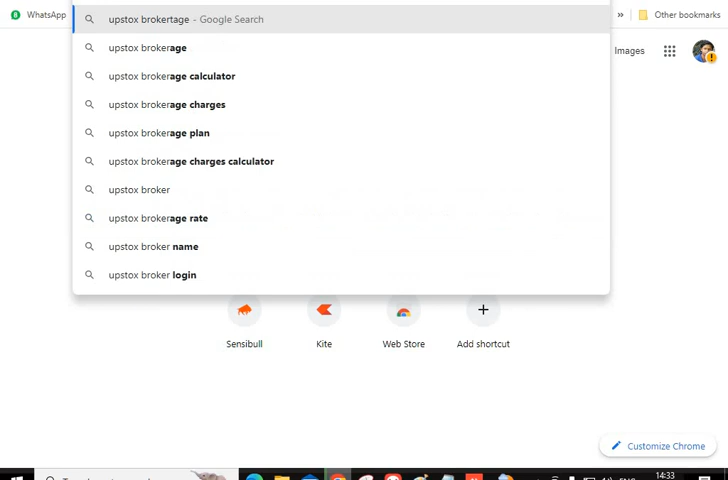 WhatsApp » Other bookmarks
upstox brokertage - Google Search
upstox brokerage
Images
upstox brokerage calculator
upstox brokerage charges
upstox brokerage plan
upstox brokerage charges calculator
upstox broker
upstox brokerage rate
upstox broker name
upstox broker login
Sensibull Kite Web Store Add shortcut
Customize Chrome
14:33